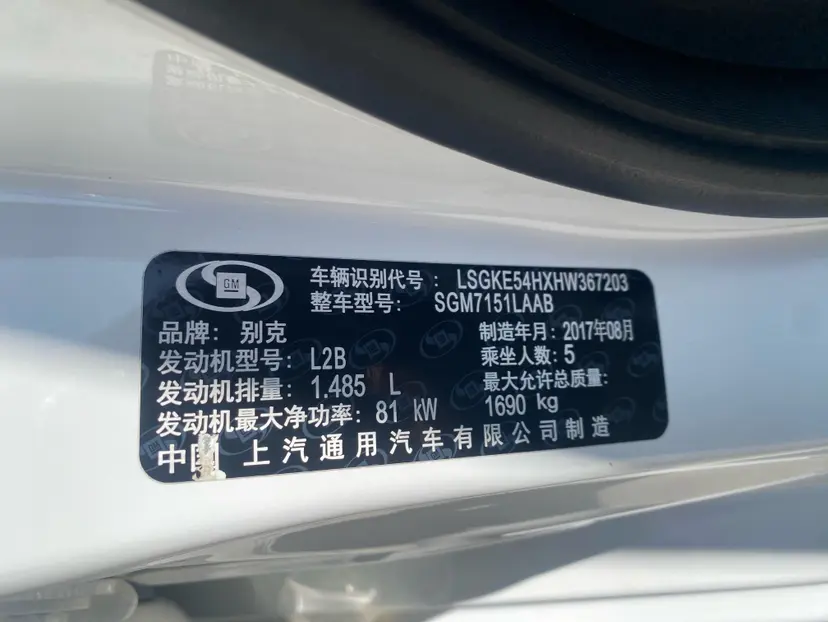 GM
车辆识别代号：LSGKE54HXHW367203
整车型号：SGM7151LAAB
品牌：别克 制造年月：2017年08月
发动机型号：L2B 乘坐人数：5
发动机排量：1.485 L 最大允许总质量：
发动机最大净功率：81 kW 1690 kg
中国 上汽通用汽车有限公司制造